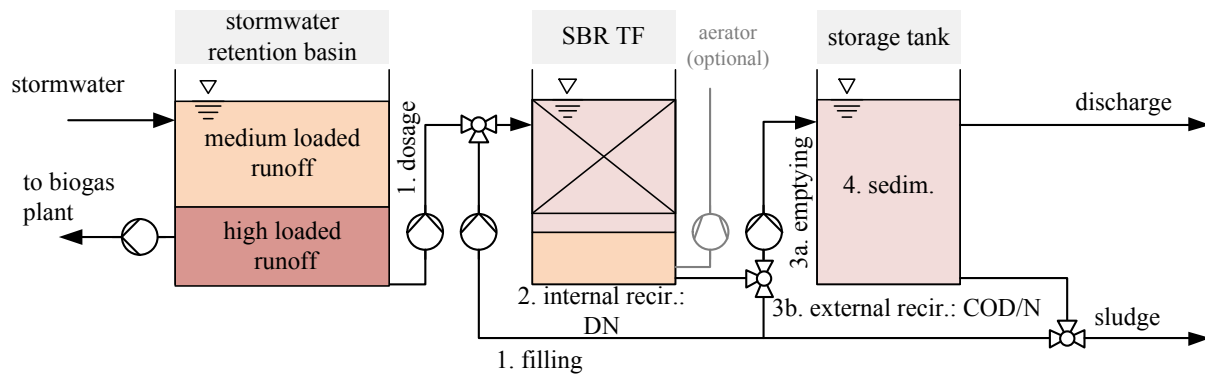 stormwater
retention basin
SBR TF
aerator
(optional)
storage tank
stormwater
medium loaded
runoff
to biogas
plant
high loaded
runoff
1. dosage
3a. emptying
4. sedim.
discharge
2. internal recir.:
DN
3b. external recir.: COD/N
sludge
1. filling